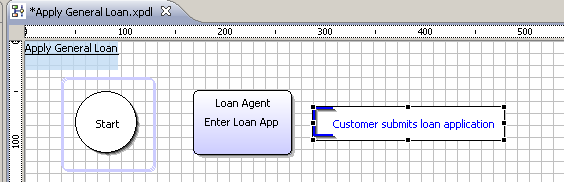 *Apply General Loan.xpdl
0 100 200 300 400 500
Apply General Loan
Loan Agent
Start
Enter Loan App
Customer submits loan application
100